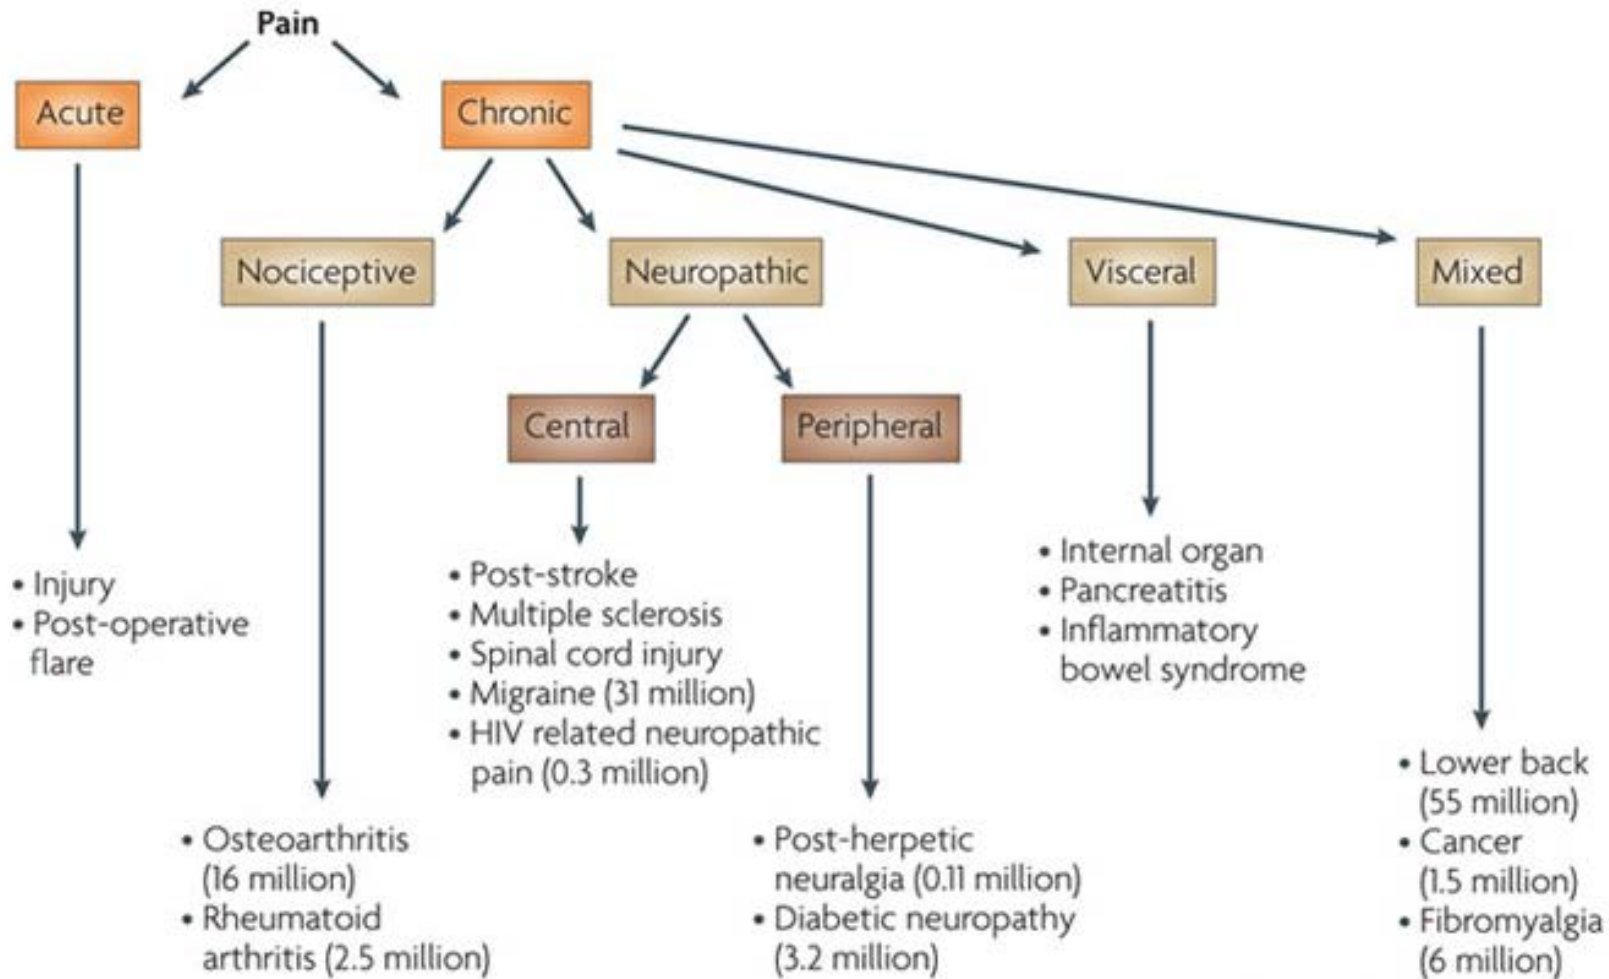 Pain
Acute
Chronic
Nociceptive
Neuropathic
Visceral
Mixed
Central
Peripheral
• Injury
• Post-operative
flare
• Osteoarthritis
(16 million)
• Rheumatoid
arthritis (2.5 million)
• Post-stroke
• Multiple sclerosis
• Spinal cord injury
• Migraine (31 million)
• HIV related neuropathic
pain (0.3 million)
• Post-herpetic
neuralgia (0.11 million)
• Diabetic neuropathy
(3.2 million)
• Internal organ
• Pancreatitis
• Inflammatory
bowel syndrome
• Lower back
(55 million)
• Cancer
(1.5 million)
• Fibromyalgia
(6 million)